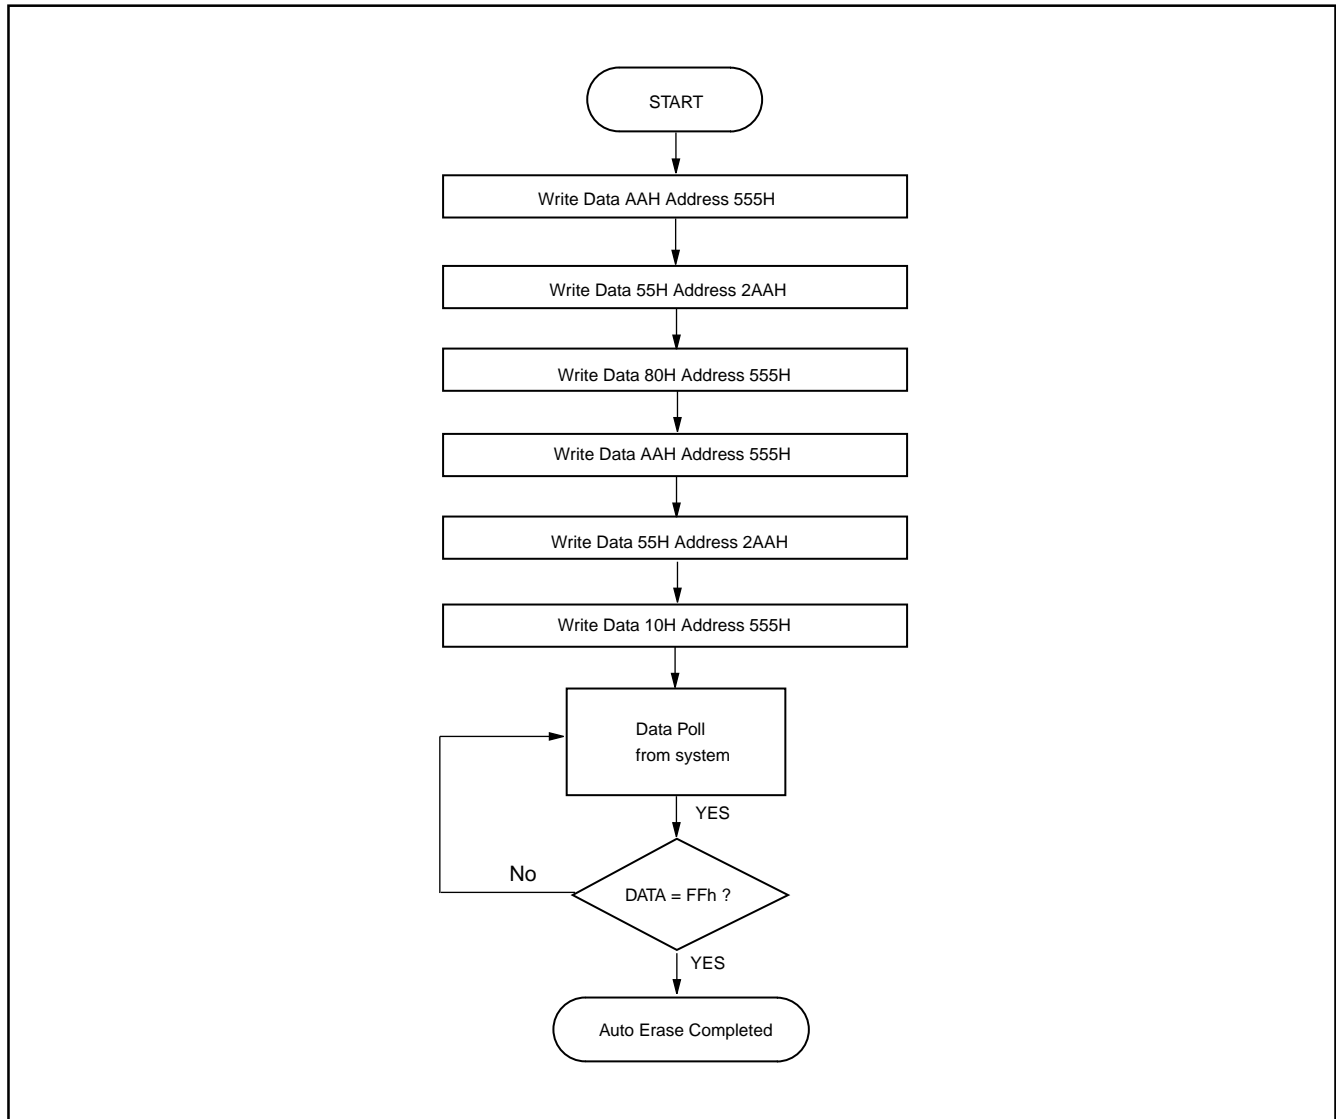 START
Write Data AAH Address 555H
Write Data 55H Address 2AAH
Write Data 80H Address 555H
Write Data AAH Address 555H
Write Data 55H Address 2AAH
Write Data 10H Address 555H
Data Poll
from system
YES
No
DATA = FFh ?
YES
Auto Erase Completed